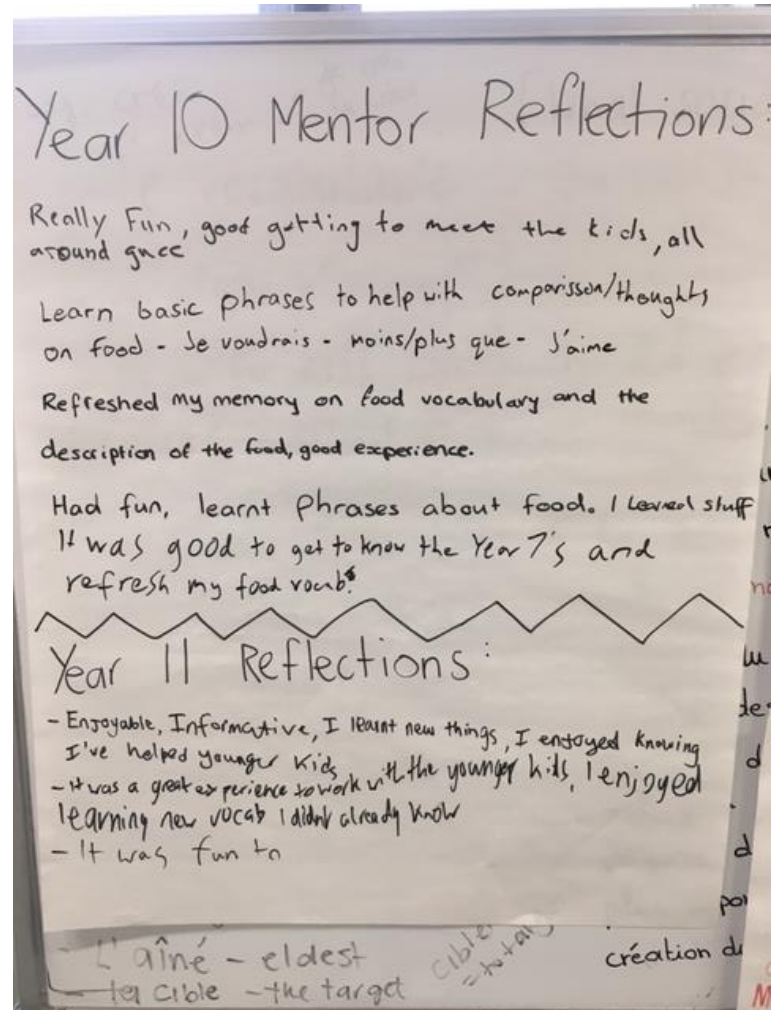 Year 10 Mentor Reflections:
Really Fun, good getting to meet the kids, all
around
Learn basic phrases to help with comparisson/thoughts
on food - Je voudrais - moins/plus que - J'aime
Refreshed my memory on food vocabulary and the
description of the food, good experience.
Had fun, learnt Phrases about food. I learned stuff
It was good to get to know the Year 7's and
refresh my food vocab.
Year 11 Reflections:
- Enjoyable, Informative, I learnt new things, I enjoyed knowing
I've helped younger kids
- It was a great experience to work with the younger kids, I enjoyed
learning new vocab I didn't already know
- It was fun to
- L'aîné - eldest
cible - the target
cibler
= to
création